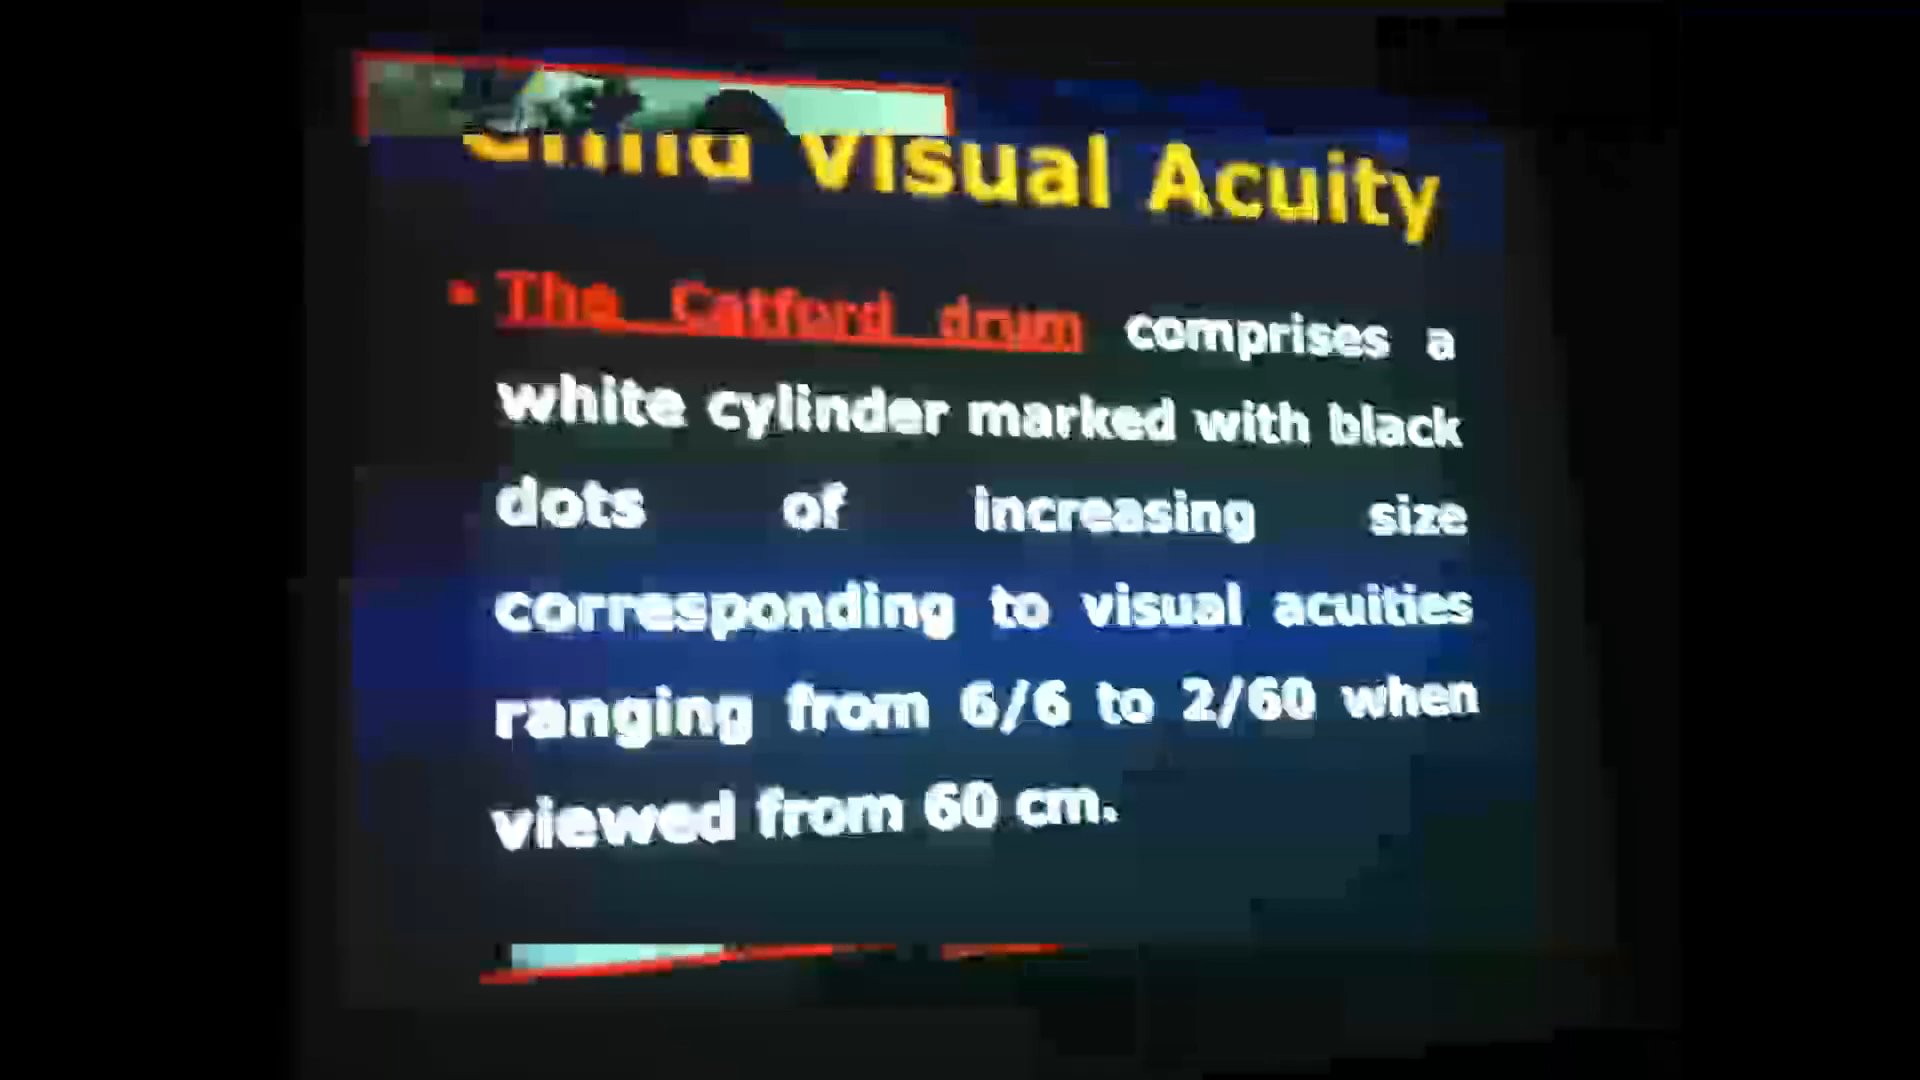 Child Visual Acuity
• The Catford drum comprises a
white cylinder marked with black
dots of increasing size
corresponding to visual acuities
ranging from 6/6 to 2/60 when
viewed from 60 cm.